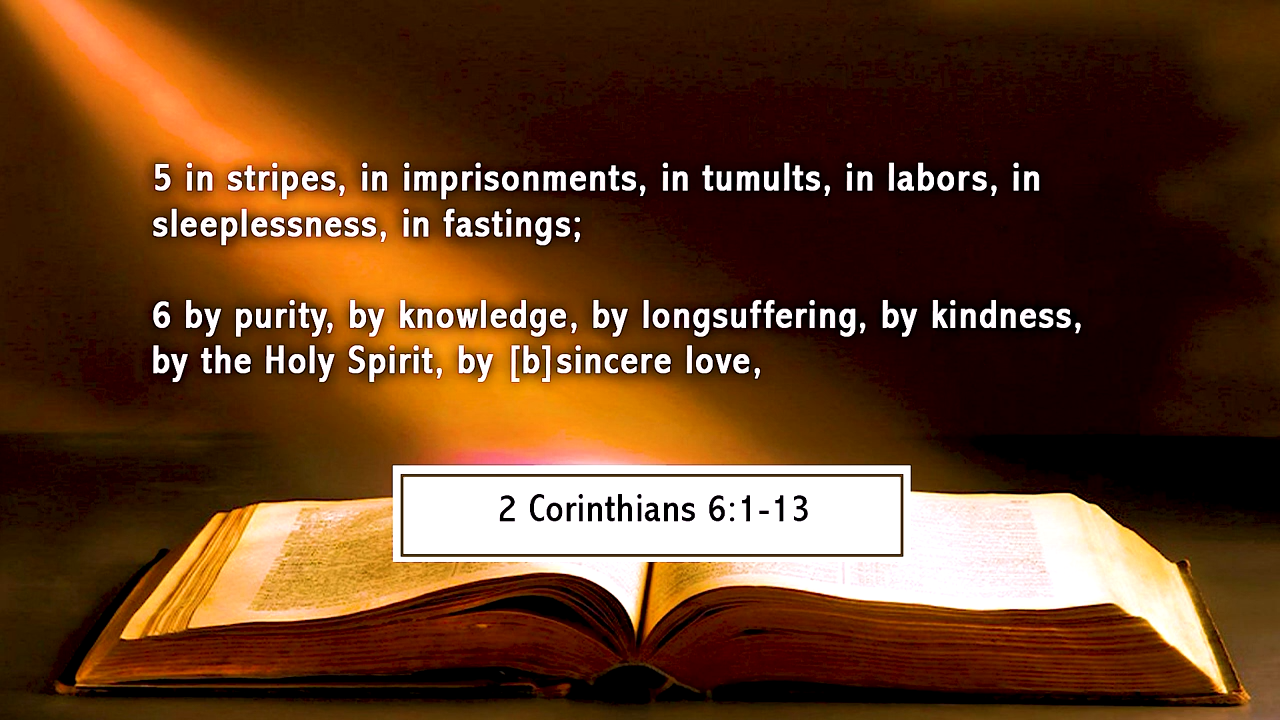 5 in stripes, in imprisonments, in tumults, in labors, in
sleeplessness, in fastings;
6 by purity, by knowledge, by longsuffering, by kindness,
by the Holy Spirit, by [b]sincere love,
2 Corinthians 6:1-13